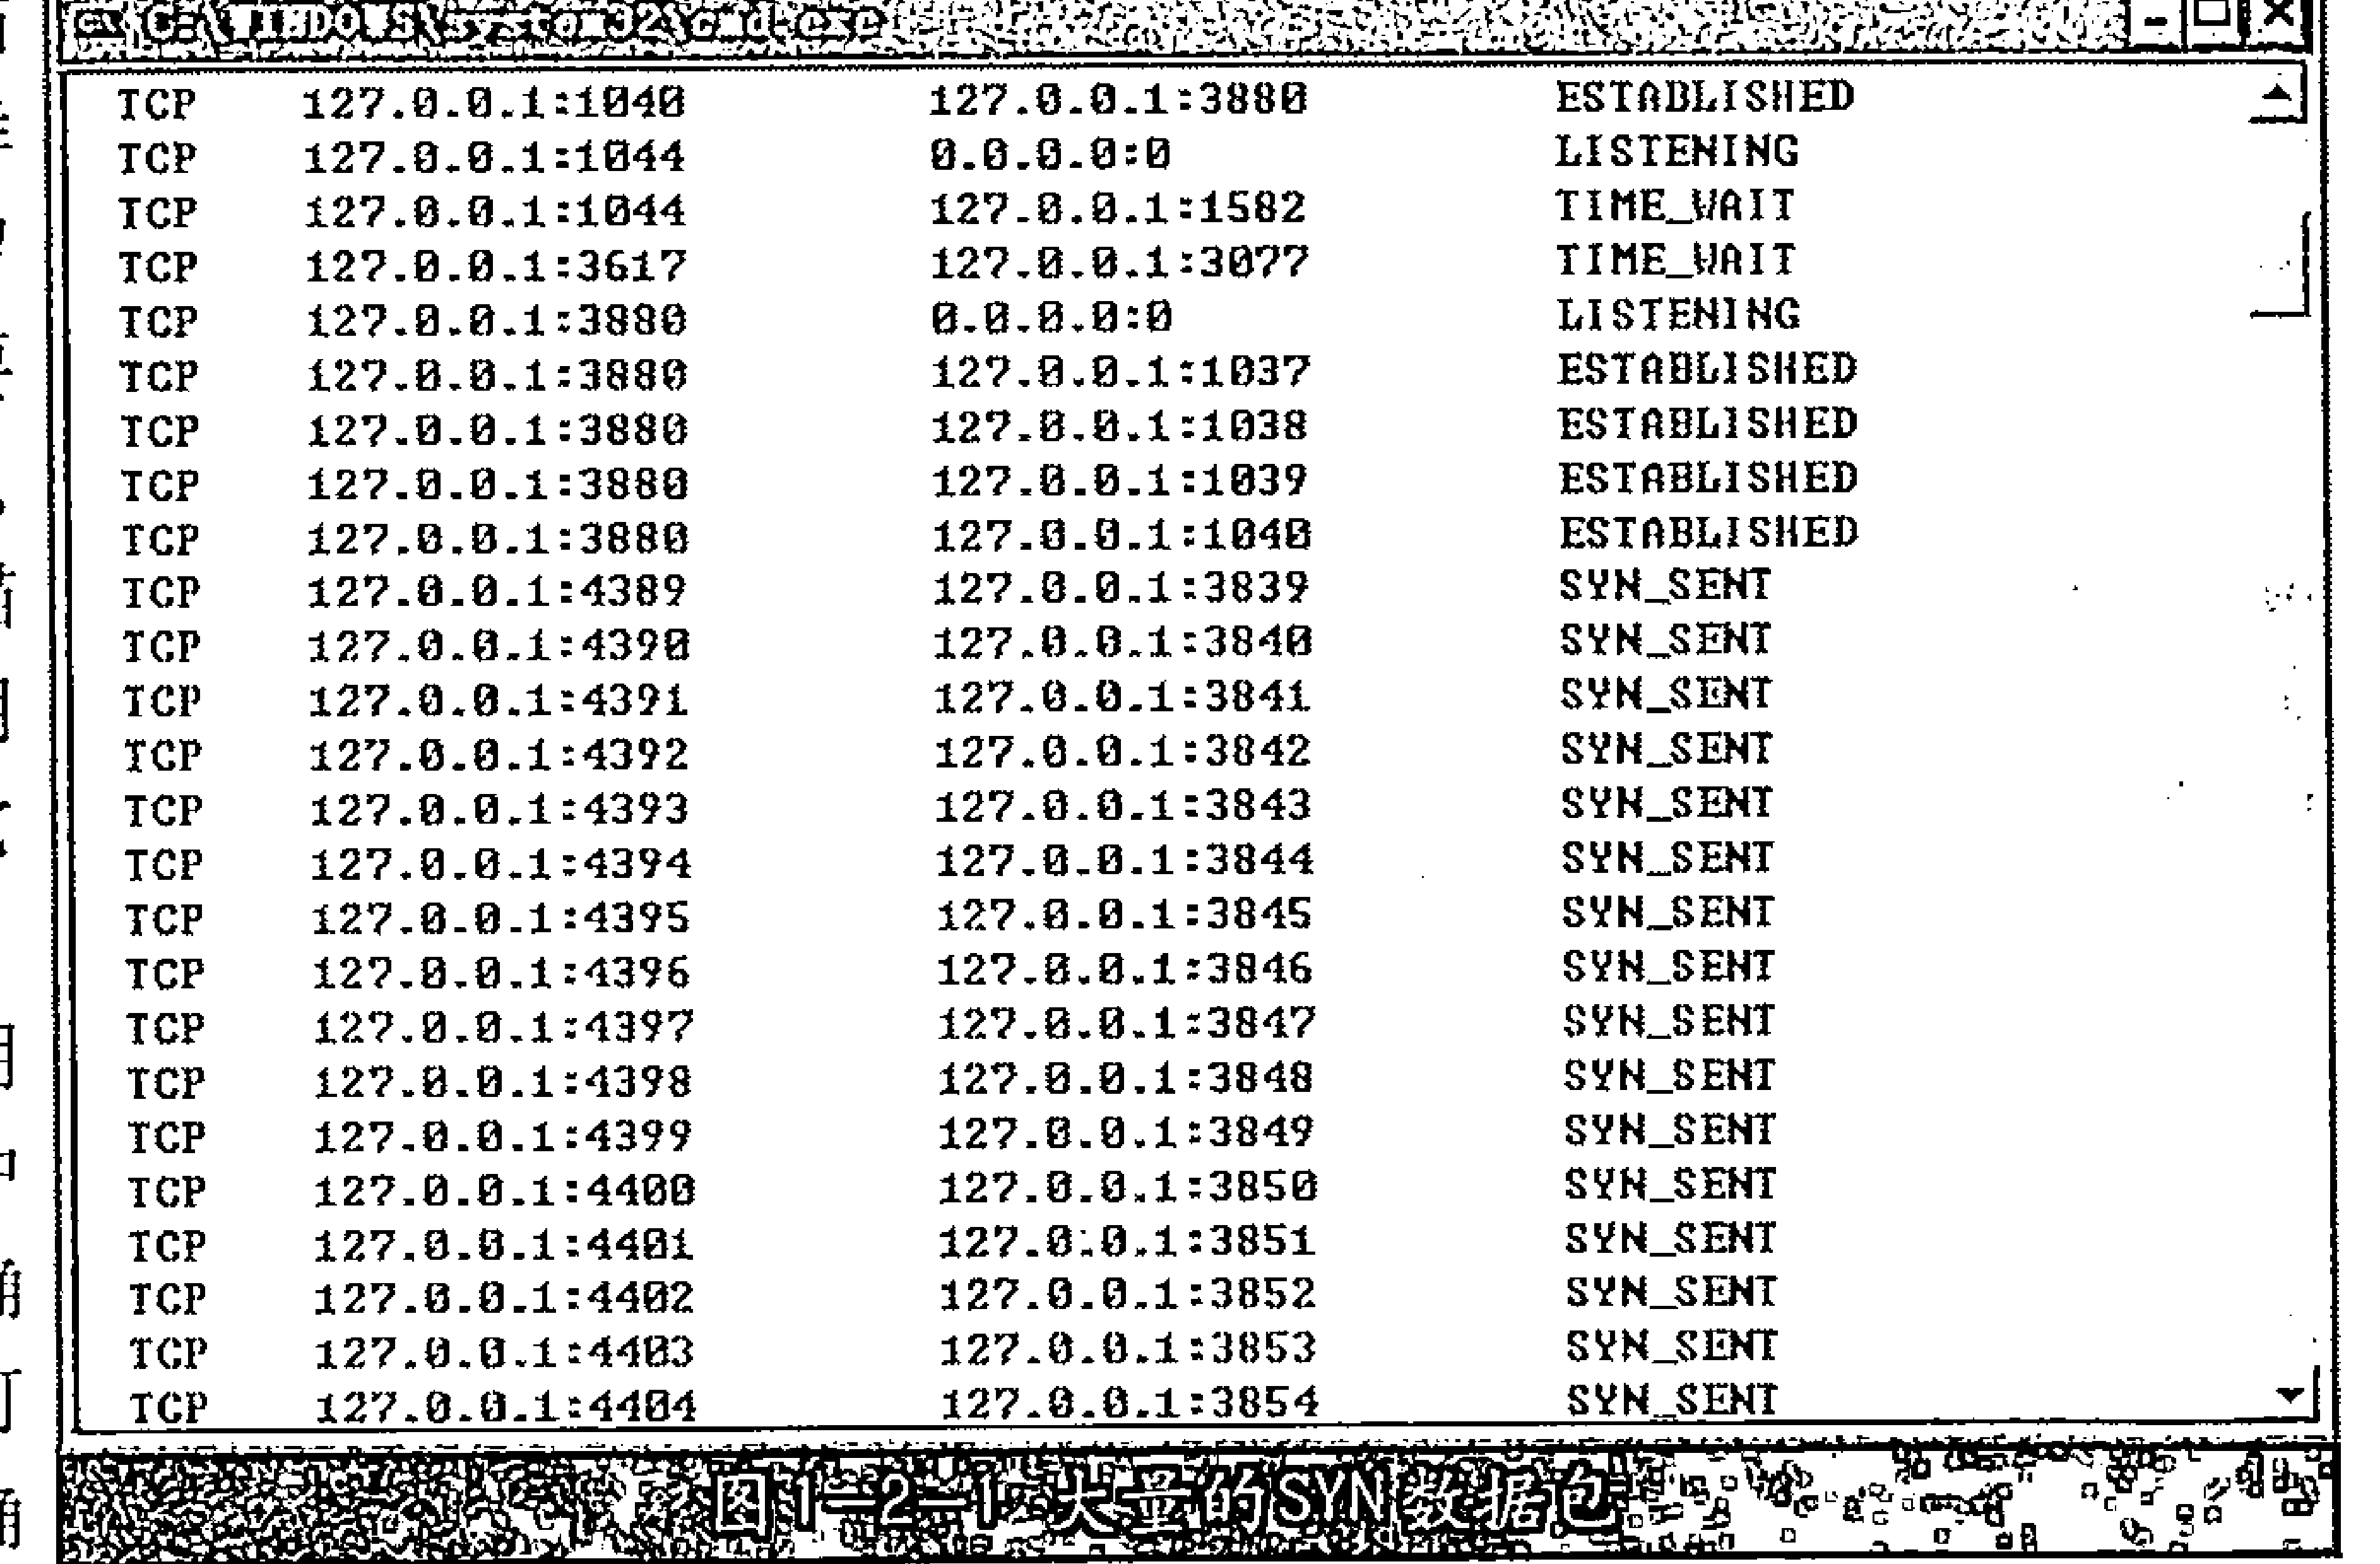 C:\WINDOWS\system32\cmd.exe
TCP 127.0.0.1:1040 127.0.0.1:3880 ESTABLISHED
TCP 127.0.0.1:1044 0.0.0.0:0 LISTENING
TCP 127.0.0.1:1044 127.0.0.1:1582 TIME_WAIT
TCP 127.0.0.1:3617 127.0.0.1:3077 TIME_WAIT
TCP 127.0.0.1:3880 0.0.0.0:0 LISTENING
TCP 127.0.0.1:3880 127.0.0.1:1037 ESTABLISHED
TCP 127.0.0.1:3880 127.0.0.1:1038 ESTABLISHED
TCP 127.0.0.1:3880 127.0.0.1:1039 ESTABLISHED
TCP 127.0.0.1:3880 127.0.0.1:1040 ESTABLISHED
TCP 127.0.0.1:4389 127.0.0.1:3839 SYN_SENT
TCP 127.0.0.1:4390 127.0.0.1:3840 SYN_SENT
TCP 127.0.0.1:4391 127.0.0.1:3841 SYN_SENT
TCP 127.0.0.1:4392 127.0.0.1:3842 SYN_SENT
TCP 127.0.0.1:4393 127.0.0.1:3843 SYN_SENT
TCP 127.0.0.1:4394 127.0.0.1:3844 SYN_SENT
TCP 127.0.0.1:4395 127.0.0.1:3845 SYN_SENT
TCP 127.0.0.1:4396 127.0.0.1:3846 SYN_SENT
TCP 127.0.0.1:4397 127.0.0.1:3847 SYN_SENT
TCP 127.0.0.1:4398 127.0.0.1:3848 SYN_SENT
TCP 127.0.0.1:4399 127.0.0.1:3849 SYN_SENT
TCP 127.0.0.1:4400 127.0.0.1:3850 SYN_SENT
TCP 127.0.0.1:4401 127.0.0.1:3851 SYN_SENT
TCP 127.0.0.1:4402 127.0.0.1:3852 SYN_SENT
TCP 127.0.0.1:4403 127.0.0.1:3853 SYN_SENT
TCP 127.0.0.1:4404 127.0.0.1:3854 SYN_SENT
图1—2—1 大量的SYN数据包